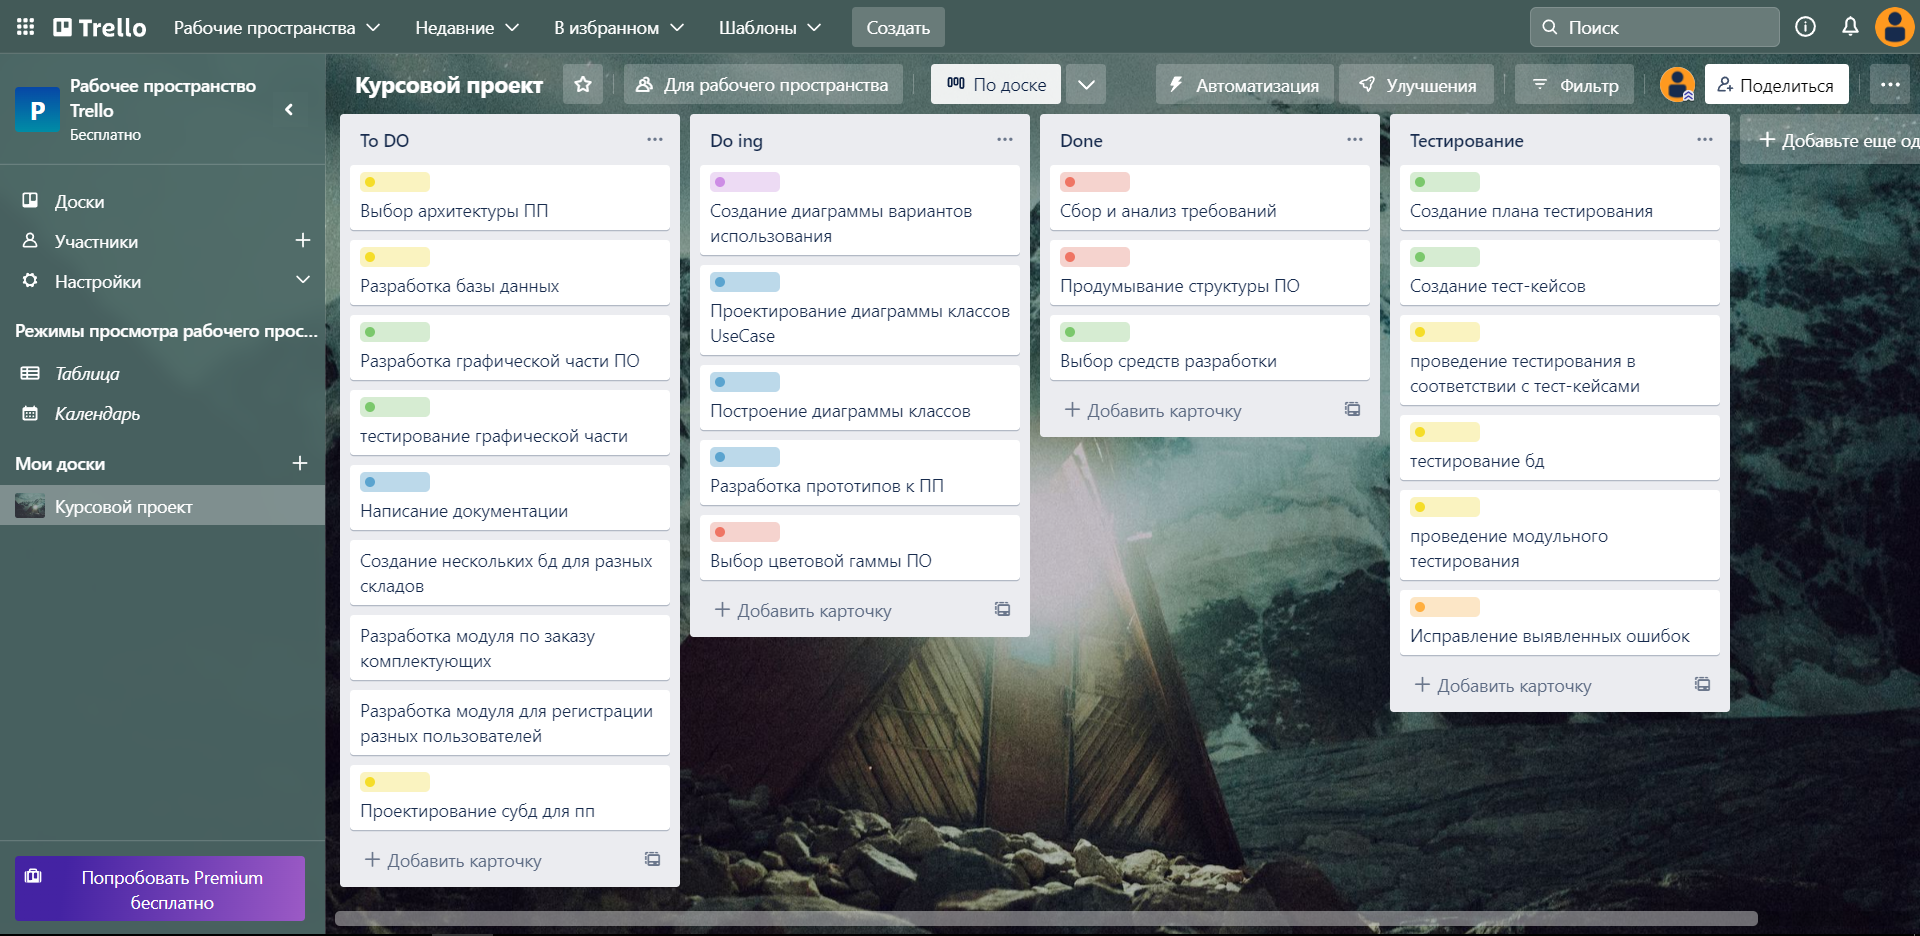 Trello
Рабочие пространства
Недавние
В избранном
Шаблоны
Создать
Поиск
Р
Рабочее пространство
Trello
Бесплатно
Доски
Участники
Настройки
Режимы просмотра рабочего прос...
Таблица
Календарь
Мои доски
Курсовой проект
Попробовать Premium
бесплатно
Курсовой проект
Для рабочего пространства
По доске
Автоматизация
Улучшения
Фильтр
Поделиться
To DO
Выбор архитектуры ПП
Разработка базы данных
Разработка графической части ПО
тестирование графической части
Написание документации
Создание нескольких бд для разных
складов
Разработка модуля по заказу
комплектующих
Разработка модуля для регистрации
разных пользователей
Проектирование субд для пп
Добавить карточку
Do ing
Создание диаграммы вариантов
использования
Проектирование диаграммы классов
UseCase
Построение диаграммы классов
Разработка прототипов к ПП
Выбор цветовой гаммы ПО
Добавить карточку
Done
Сбор и анализ требований
Продумывание структуры ПО
Выбор средств разработки
Добавить карточку
Тестирование
Создание плана тестирования
Создание тест-кейсов
проведение тестирования в
соответствии с тест-кейсами
тестирование бд
проведение модульного
тестирования
Исправление выявленных ошибок
Добавить карточку
Добавьте еще од